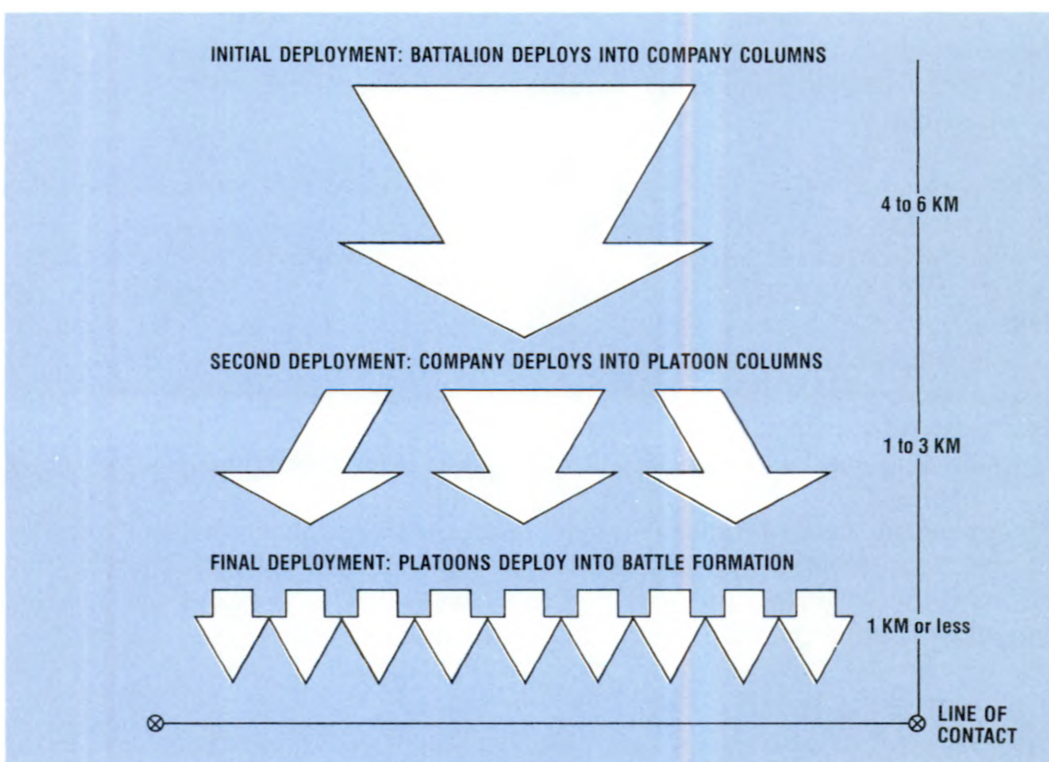 INITIAL DEPLOYMENT: BATTALION DEPLOYS INTO COMPANY COLUMNS
4 to 6 KM
SECOND DEPLOYMENT: COMPANY DEPLOYS INTO PLATOON COLUMNS
1 to 3 KM
FINAL DEPLOYMENT: PLATOONS DEPLOY INTO BATTLE FORMATION
1 KM or less
LINE OF
CONTACT